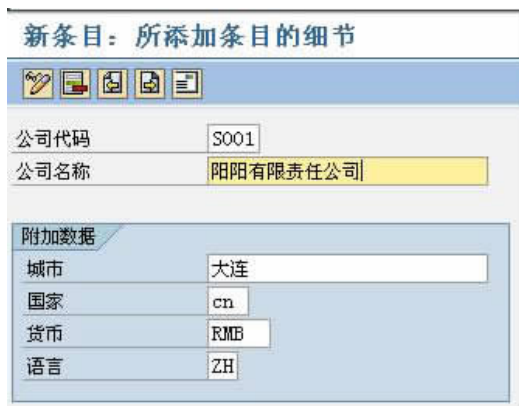 新条目：所添加条目的细节
公司代码 S001
公司名称 阳阳有限责任公司
附加数据
城市 大连
国家 cn
货币 RMB
语言 ZH